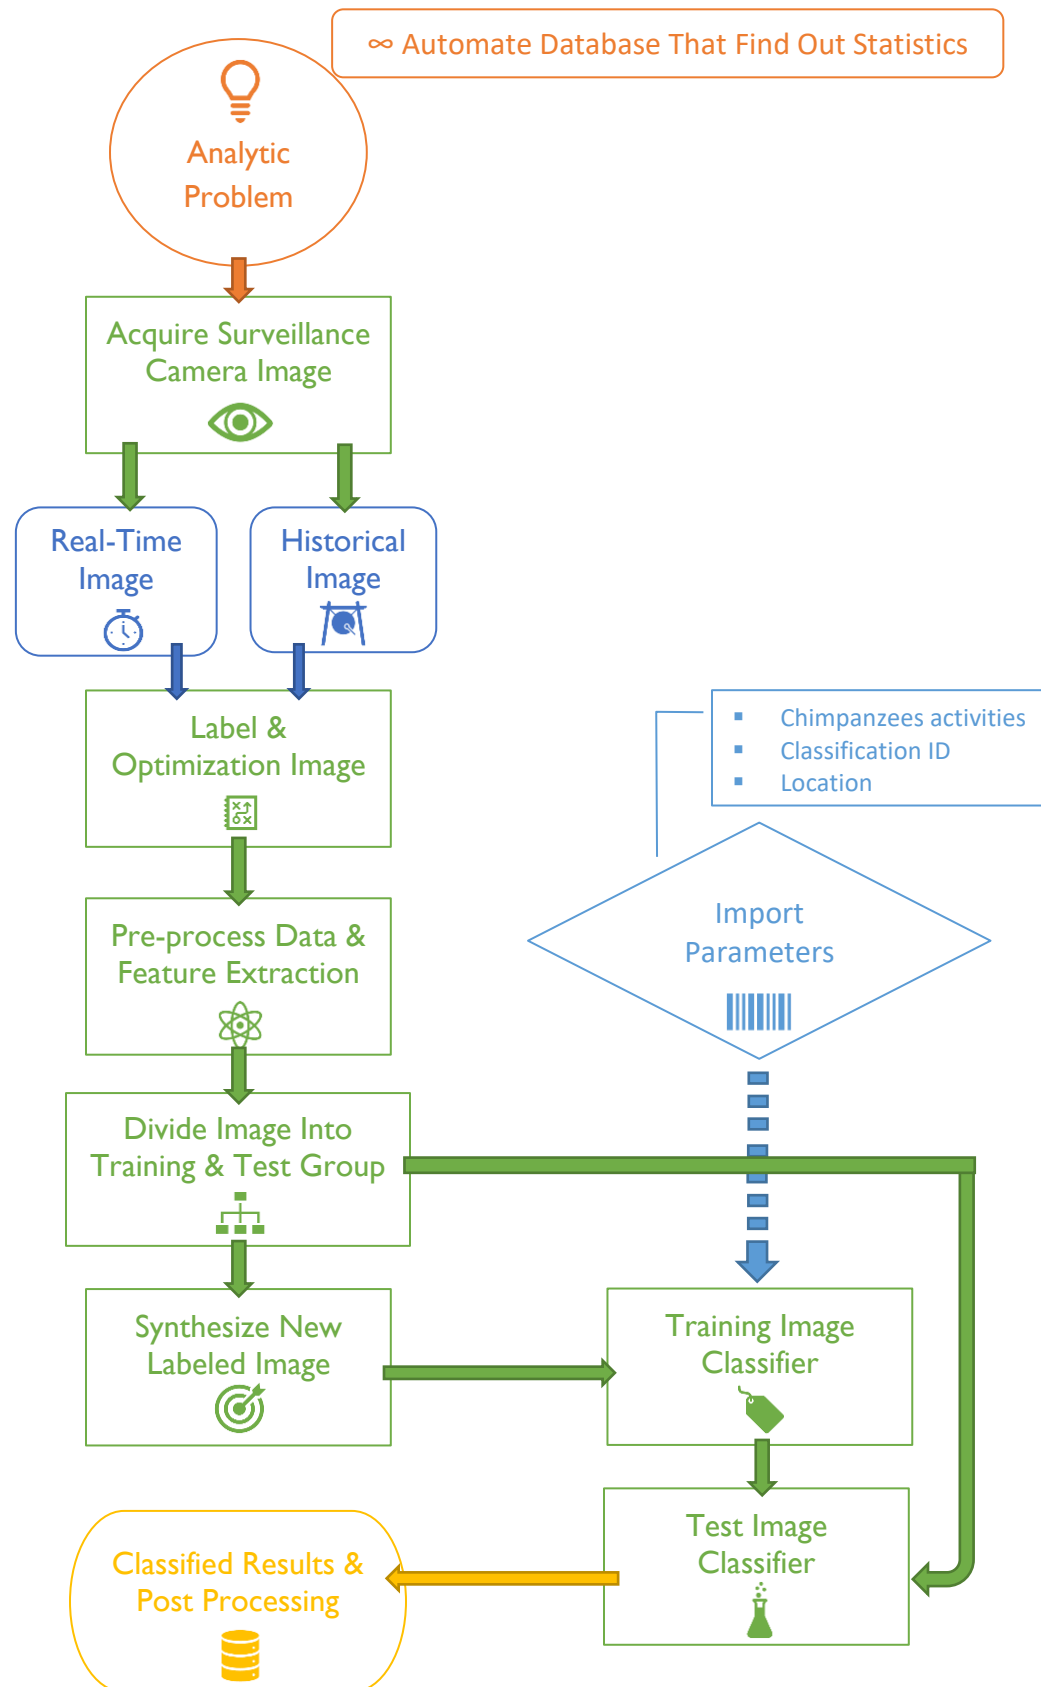 ∞ Automate Database That Find Out Statistics
Analytic
Problem
Acquire Surveillance
Camera Image
Real-Time
Image
Historical
Image
Label &
Optimization Image
▪ Chimpanzees activities
▪ Classification ID
▪ Location
Import
Parameters
Pre-process Data &
Feature Extraction
Divide Image Into
Training & Test Group
Synthesize New
Labeled Image
Training Image
Classifier
Test Image
Classifier
Classified Results &
Post Processing